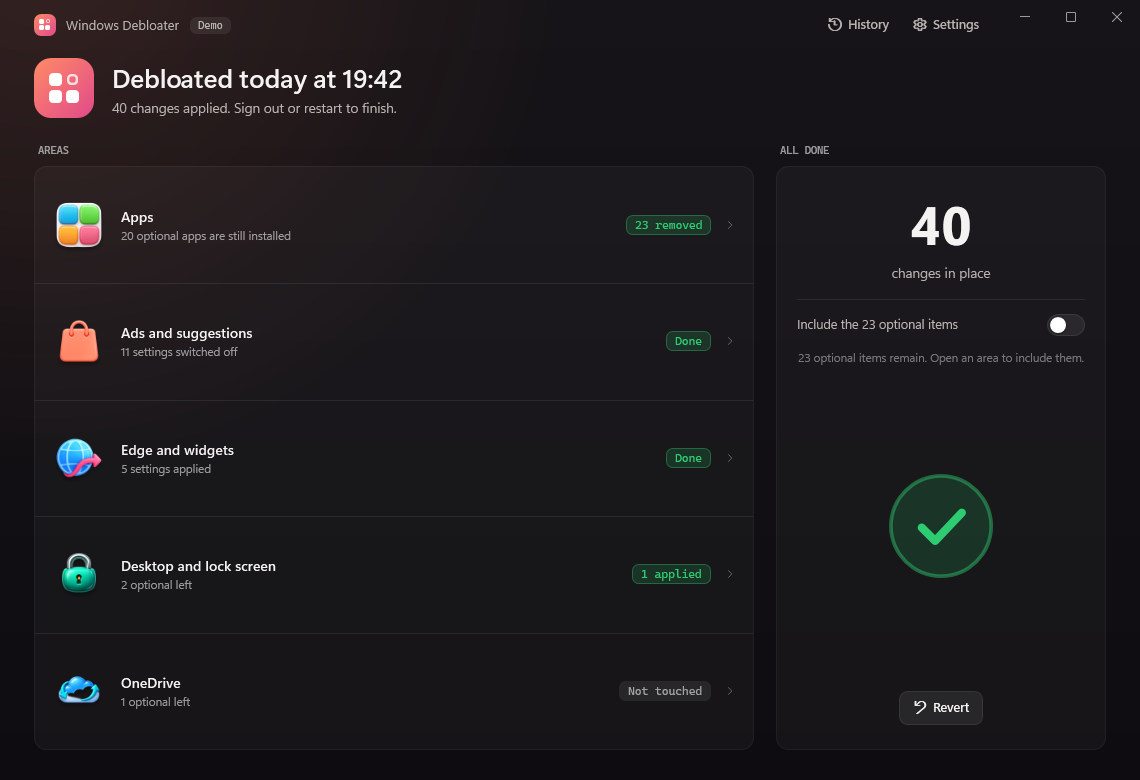 Windows Debloater Demo
History Settings
Debloated today at 19:42
40 changes applied. Sign out or restart to finish.
AREAS
Apps
20 optional apps are still installed
23 removed
Ads and suggestions
11 settings switched off
Done
Edge and widgets
5 settings applied
Done
Desktop and lock screen
2 optional left
1 applied
OneDrive
1 optional left
Not touched
ALL DONE
40
changes in place
Include the 23 optional items
23 optional items remain. Open an area to include them.
Revert